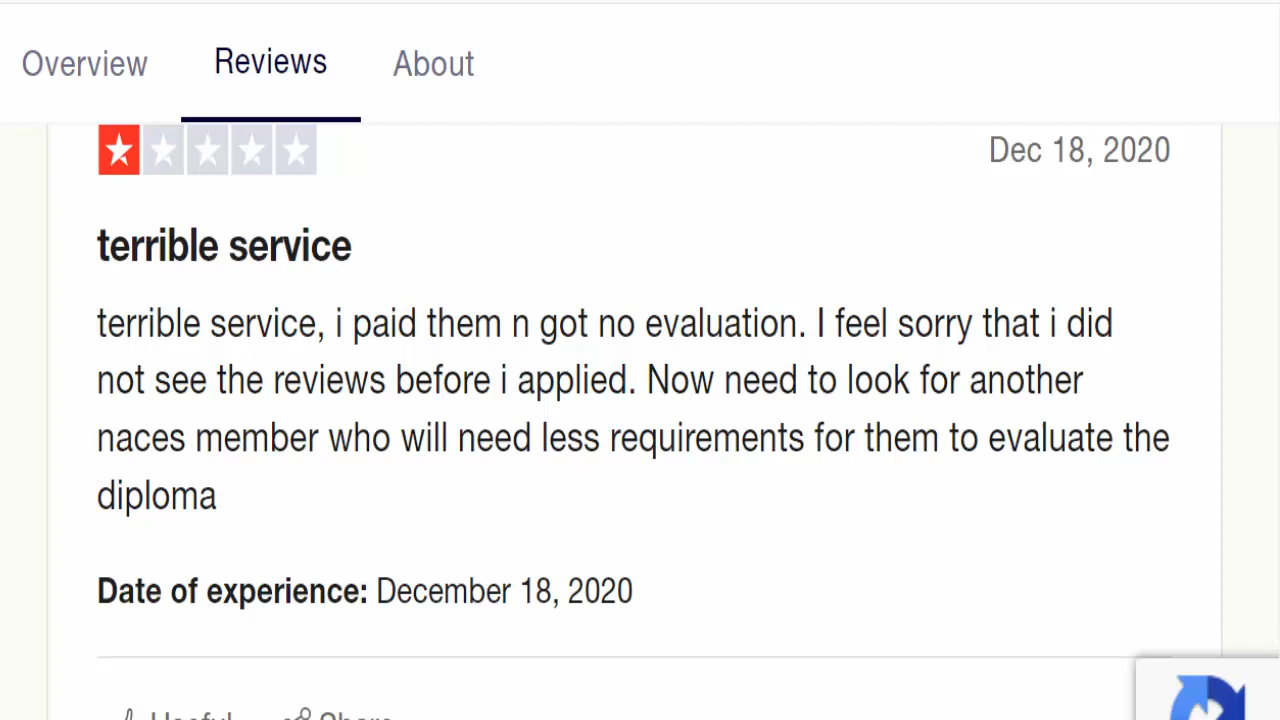 Overview Reviews About
Dec 18, 2020
terrible service
terrible service, i paid them n got no evaluation. I feel sorry that i did
not see the reviews before i applied. Now need to look for another
naces member who will need less requirements for them to evaluate the
diploma
Date of experience: December 18, 2020
Useful Share